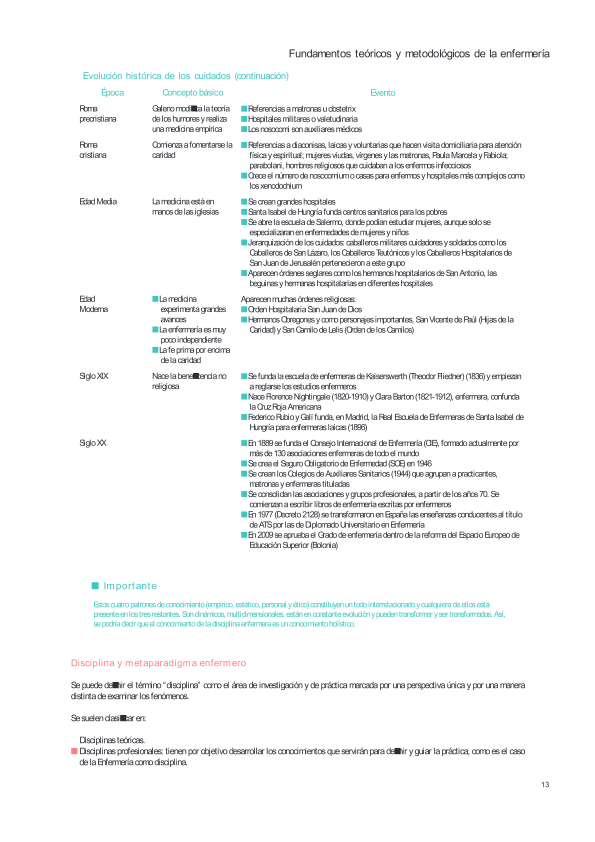 Fundamentos teóricos y metodológicos de la enfermería
Evolución histórica de los cuidados (continuación)
Época Concepto básico Evento
Roma precristiana
Galeno modi■ca la teoría de los humores y realiza una medicina empírica
■ Referencias a matronas u obstetrix
■ Hospitales militares o valetudinaria
■ Los nosocomi son auxiliares médicos
Roma cristiana
Comienza a fomentarse la caridad
■ Referencias a diaconisas, laicas y voluntarias que hacen visita domiciliaria para atención
física y espiritual; mujeres viudas, vírgenes y las matronas, Paula Marcela y Fabiola;
parabolani, hombres religiosos que cuidaban a los enfermos infecciosos
■ Crece el número de nosocomium o casas para enfermos y hospitales más complejos como
los xenodochium
Edad Media
La medicina está en manos de las iglesias
■ Se crean grandes hospitales
■ Santa Isabel de Hungría funda centros sanitarios para los pobres
■ Se abre la escuela de Salermo, donde podían estudiar mujeres, aunque solo se
especializaran en enfermedades de mujeres y niños
■ Jerarquización de los cuidados: caballeros militares cuidadores y soldados como los
Caballeros de San Lázaro, los Caballeros Teutónicos y los Caballeros Hospitalarios de
San Juan de Jerusalén pertenecieron a este grupo
■ Aparecen órdenes seglares como los hermanos hospitalarios de San Antonio, las
beguinas y hermanas hospitalarias en diferentes hospitales
Edad Moderna
■ La medicina experimenta grandes avances
■ La enfermería es muy poco independiente
■ La fe prima por encima de la caridad
Aparecen muchas órdenes religiosas:
■ Orden Hospitalaria San Juan de Dios
■ Hermanos Obregones y como personajes importantes, San Vicente de Paúl (Hijas de la
Caridad) y San Camilo de Lelis (Orden de los Camilos)
Siglo XIX
Nace la bene■cencia no religiosa
■ Se funda la escuela de enfermeras de Kaiserswerth (Theodor Fliedner) (1836) y empiezan
a reglarse los estudios enfermeros
■ Nace Florence Nightingale (1820-1910) y Clara Barton (1821-1912), enfermera, confunda
la Cruz Roja Americana
■ Federico Rubio y Galí funda, en Madrid, la Real Escuela de Enfermeras de Santa Isabel de
Hungría para enfermeras laicas (1896)
Siglo XX
■ En 1889 se funda el Consejo Internacional de Enfermería (CIE), formado actualmente por
más de 130 asociaciones enfermeras de todo el mundo
■ Se crea el Seguro Obligatorio de Enfermedad (SOE) en 1946
■ Se crean los Colegios de Auxiliares Sanitarios (1944) que agrupan a practicantes,
matronas y enfermeras tituladas
■ Se consolidan las asociaciones y grupos profesionales, a partir de los años 70. Se
comienzan a escribir libros de enfermería escritas por enfermeros
■ En 1977 (Decreto 2128) se transformaron en España las enseñanzas conducentes al título
de ATS por las de Diplomado Universitario en Enfermería
■ En 2009 se aprueba el Grado de enfermería dentro de la reforma del Espacio Europeo de
Educación Superior (Bolonia)
■ Importante
Estos cuatro patrones de conocimiento (empírico, estético, personal y ético) constituyen un todo interrelacionado y cualquiera de ellos está
presente en los tres restantes. Son dinámicos, multidimensionales, están en constante evolución y pueden transformar y ser transformados. Así,
se podría decir que el conocimiento de la disciplina enfermera es un conocimiento holístico.
Disciplina y metaparadigma enfermero
Se puede de■nir el término “disciplina” como el área de investigación y de práctica marcada por una perspectiva única y por una manera
distinta de examinar los fenómenos.
Se suelen clasi■car en:
Disciplinas teóricas.
■ Disciplinas profesionales: tienen por objetivo desarrollar los conocimientos que servirán para de■nir y guiar la práctica, como es el caso
de la Enfermería como disciplina.
13